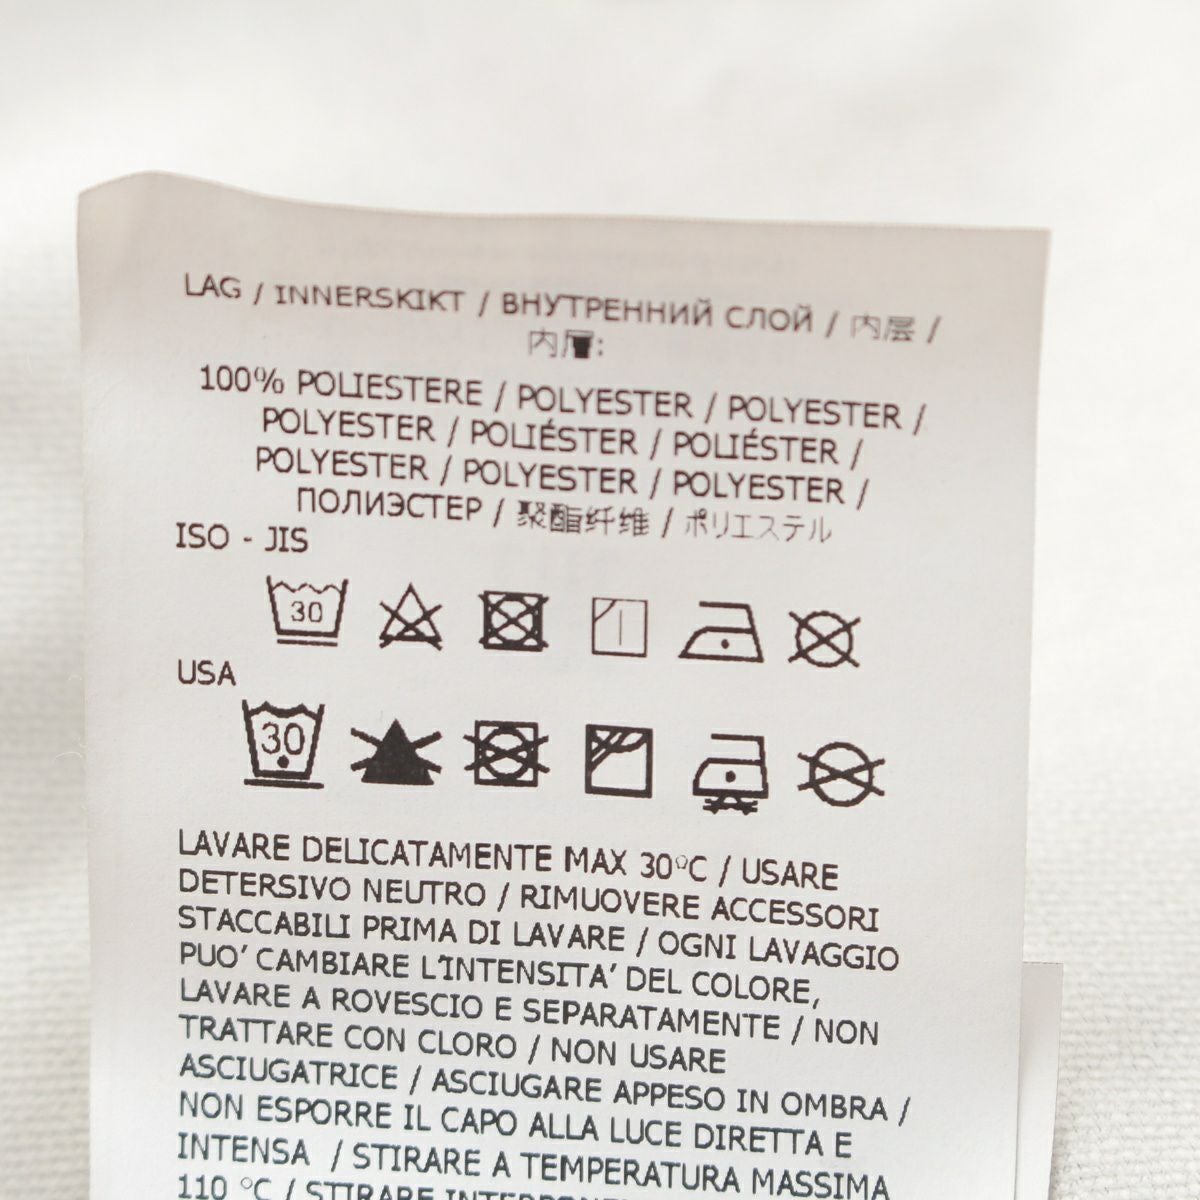 LAG / INNERSKIKT / ВНУТРЕННИЙ СЛОЙ / 内层 /
内層:
100% POLIESTERE / POLYESTER / POLYESTER /
POLYESTER / POLIÉSTER / POLIÉSTER /
POLYESTER / POLYESTER / POLYESTER /
ПОЛИЭСТЕР / 聚酯纤维 / ポリエステル
ISO - JIS
30
USA
30
LAVARE DELICATAMENTE MAX 30°C / USARE
DETERSIVO NEUTRO / RIMUOVERE ACCESSORI
STACCABILI PRIMA DI LAVARE / OGNI LAVAGGIO
PUO' CAMBIARE L'INTENSITA' DEL COLORE,
LAVARE A ROVESCIO E SEPARATAMENTE / NON
TRATTARE CON CLORO / NON USARE
ASCIUGATRICE / ASCIUGARE APPESO IN OMBRA /
NON ESPORRE IL CAPO ALLA LUCE DIRETTA E
INTENSA / STIRARE A TEMPERATURA MASSIMA
110 °C / STIRARE